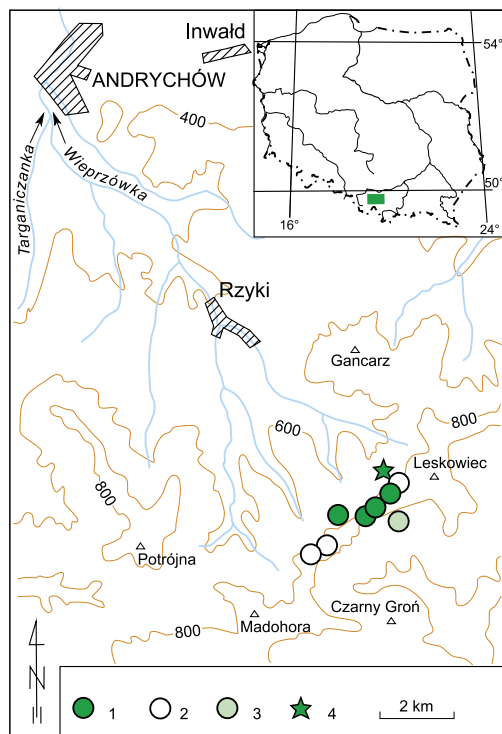 Inwałd
ANDRYCHÓW
54°
50°
16°
24°
400
Targaniczanka
Wieprzówka
Rzyki
Gancarz
800
600
Leskowiec
800
Potrójna
Czarny Groń
Madohora
800
N
1 2 3 4 2 km